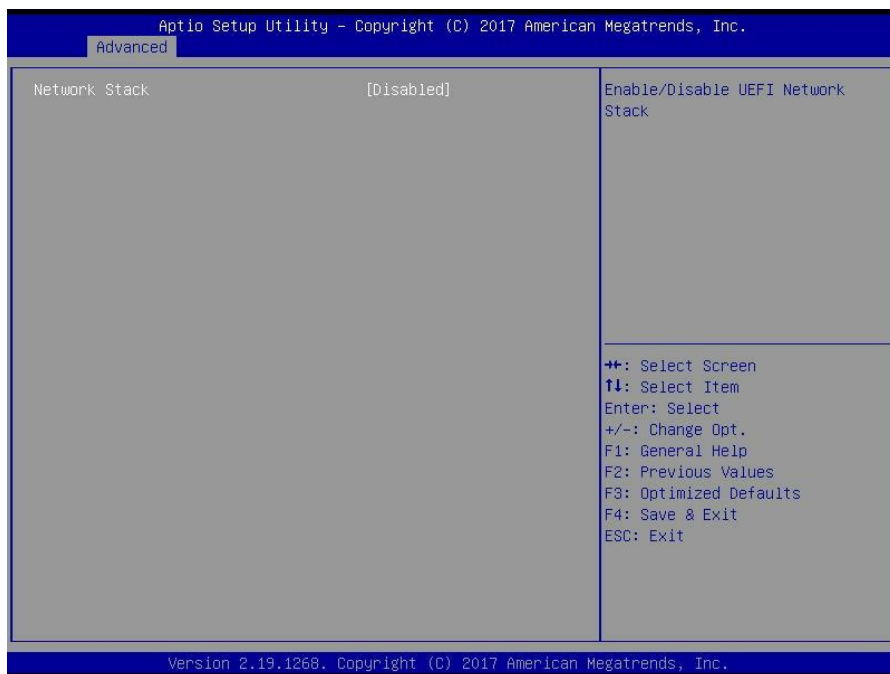 Aptio Setup Utility – Copyright (C) 2017 American Megatrends, Inc.
Advanced
Network Stack [Disabled]
Enable/Disable UEFI Network
Stack
→←: Select Screen
↑↓: Select Item
Enter: Select
+/-: Change Opt.
F1: General Help
F2: Previous Values
F3: Optimized Defaults
F4: Save & Exit
ESC: Exit
Version 2.19.1268. Copyright (C) 2017 American Megatrends, Inc.